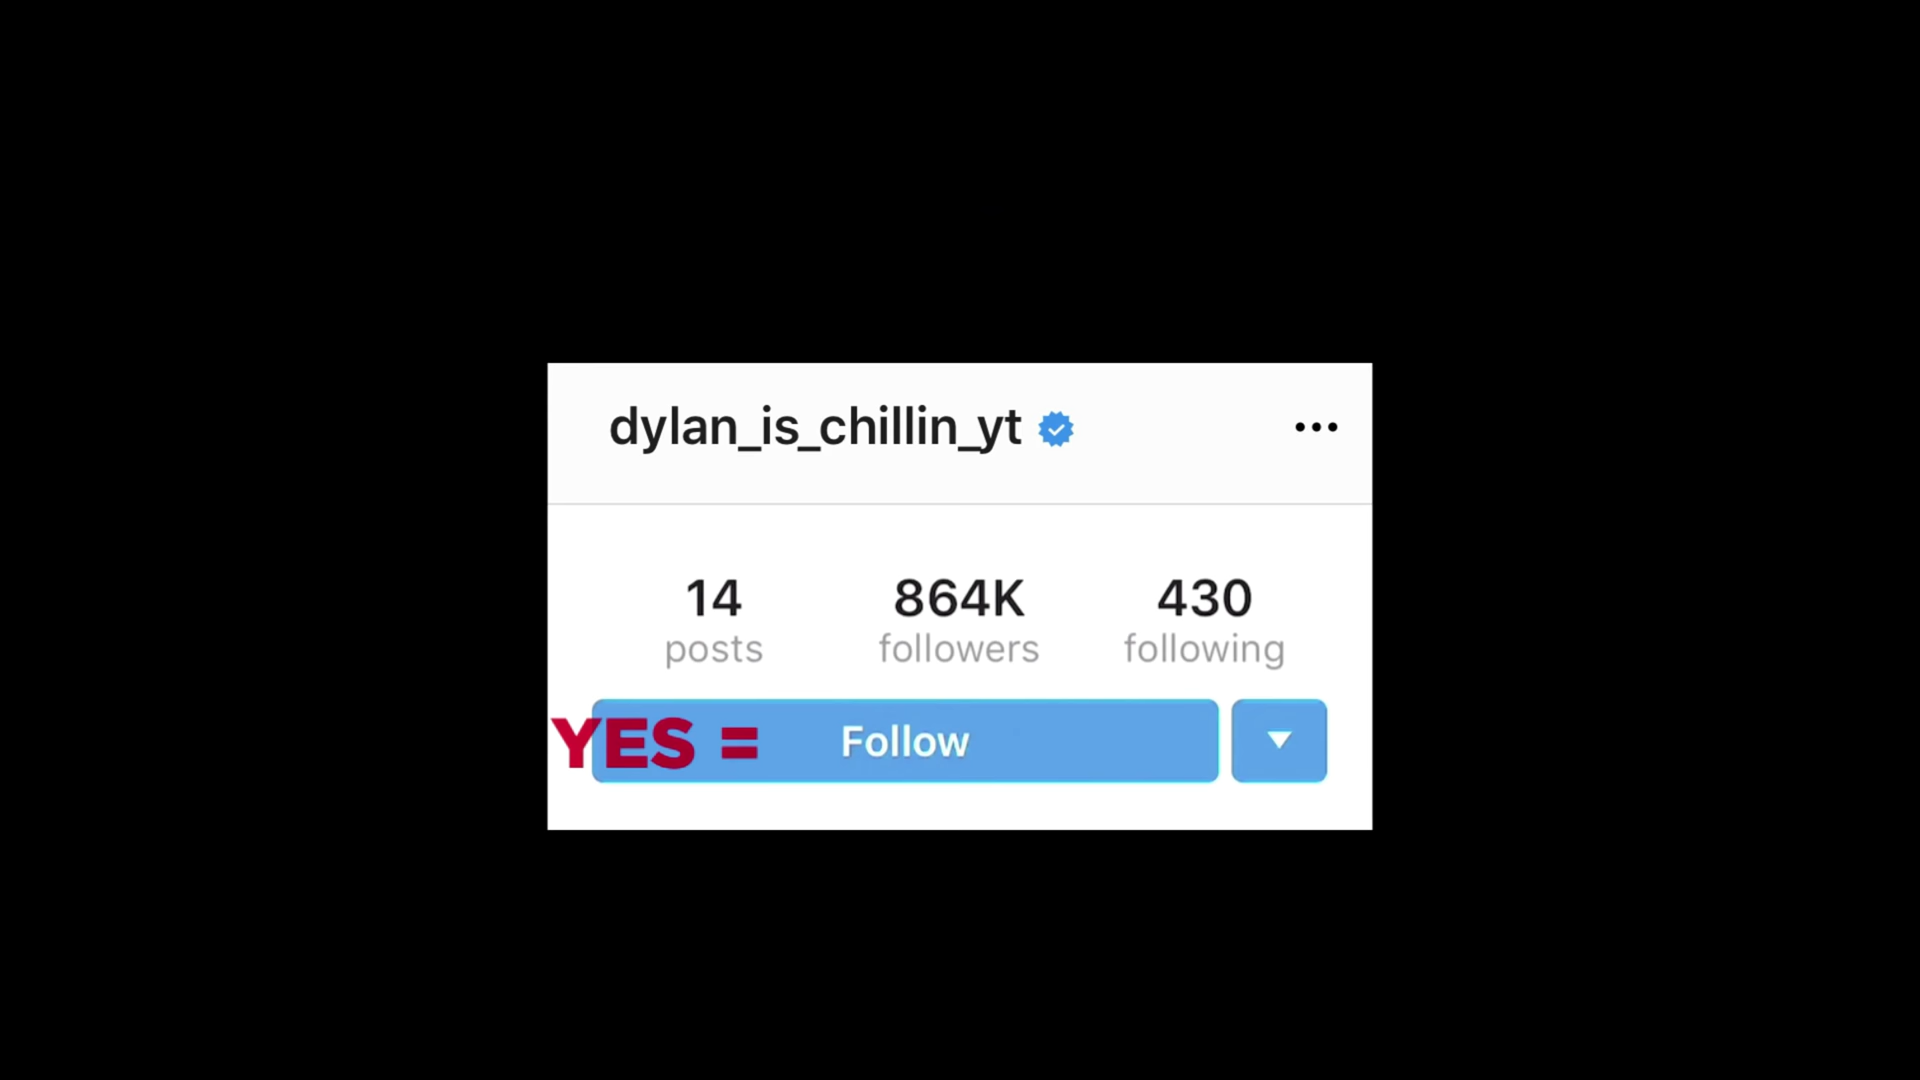 dylan_is_chillin_yt
14 864K 430
posts followers following
YES = Follow